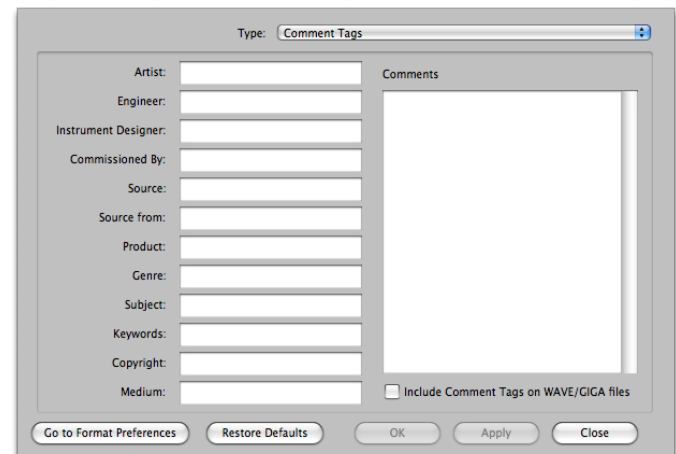 Type: Comment Tags
Artist:
Comments
Engineer:
Instrument Designer:
Commissioned By:
Source:
Source from:
Product:
Genre:
Subject:
Keywords:
Copyright:
Medium:
Include Comment Tags on WAVE/GIGA files
Go to Format Preferences Restore Defaults OK Apply Close